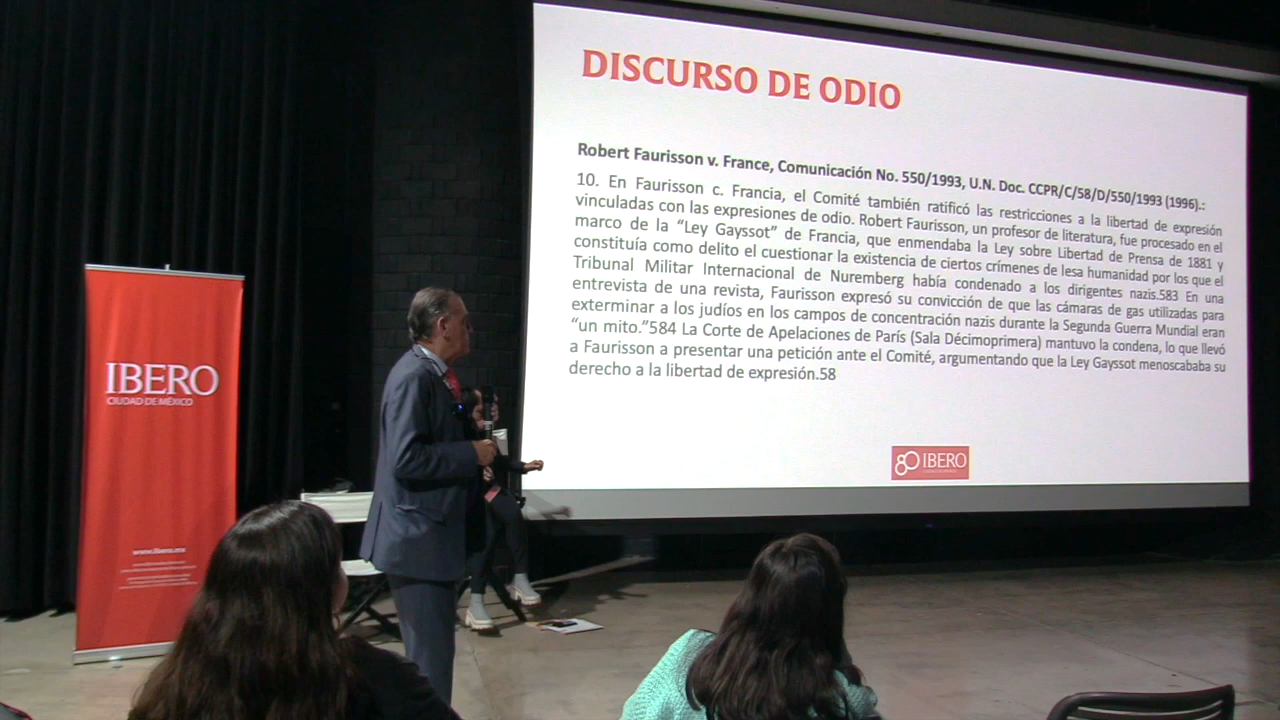 DISCURSO DE ODIO
Robert Faurisson v. France, Comunicación No. 550/1993, U.N. Doc. CCPR/C/58/D/550/1993 (1996).:
10. En Faurisson c. Francia, el Comité también ratificó las restricciones a la libertad de expresión
vinculadas con las expresiones de odio. Robert Faurisson, un profesor de literatura, fue procesado en el
marco de la “Ley Gayssot” de Francia, que enmendaba la Ley sobre Libertad de Prensa de 1881 y
constituía como delito el cuestionar la existencia de ciertos crímenes de lesa humanidad por los que el
Tribunal Militar Internacional de Nuremberg había condenado a los dirigentes nazis.583 En una
entrevista de una revista, Faurisson expresó su convicción de que las cámaras de gas utilizadas para
exterminar a los judíos en los campos de concentración nazis durante la Segunda Guerra Mundial eran
“un mito.”584 La Corte de Apelaciones de París (Sala Décimoprimera) mantuvo la condena, lo que llevó
a Faurisson a presentar una petición ante el Comité, argumentando que la Ley Gayssot menoscababa su
derecho a la libertad de expresión.58
80 IBERO
IBERO
CIUDAD DE MÉXICO
www.ibero.mx